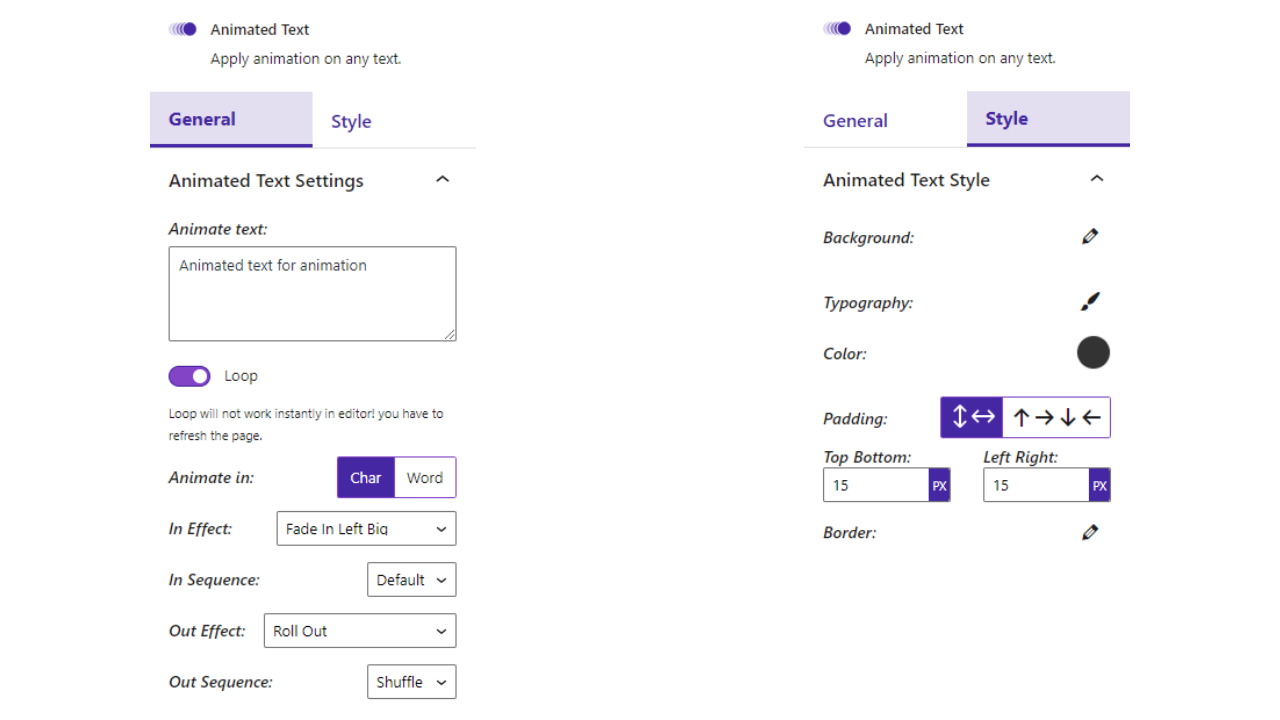 Animated Text
Apply animation on any text.
General
Style
Animated Text Settings
Animate text:
Animated text for animation
Loop
Loop will not work instantly in editor! you have to
refresh the page.
Animate in:
Char
Word
In Effect:
Fade In Left Big
In Sequence:
Default
Out Effect:
Roll Out
Out Sequence:
Shuffle
Animated Text
Apply animation on any text.
General
Style
Animated Text Style
Background:
Typography:
Color:
Padding:
Top Bottom:
Left Right:
15 PX
15 PX
Border: